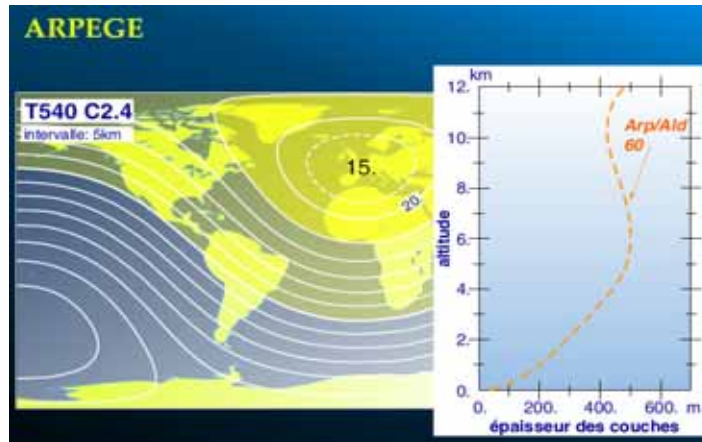 ARPEGE
T540 C2.4
intervalle: 5km
15.
20.
km
12.
10.
8.
6.
4.
2.
0.
altitude
Arp/Ald
60
0. 200. 400. 600. m
épaisseur des couches